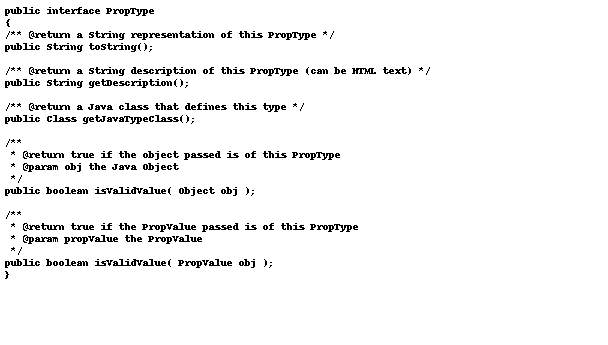 public interface PropType
{
/** @return a String representation of this PropType */
public String toString();
/** @return a String description of this PropType (can be HTML text) */
public String getDescription();
/** @return a Java class that defines this type */
public Class getJavaTypeClass();
/**
* @return true if the object passed is of this PropType
* @param obj the Java Object
*/
public boolean isValidValue( Object obj );
/**
* @return true if the PropValue passed is of this PropType
* @param propValue the PropValue
*/
public boolean isValidValue( PropValue obj );
}